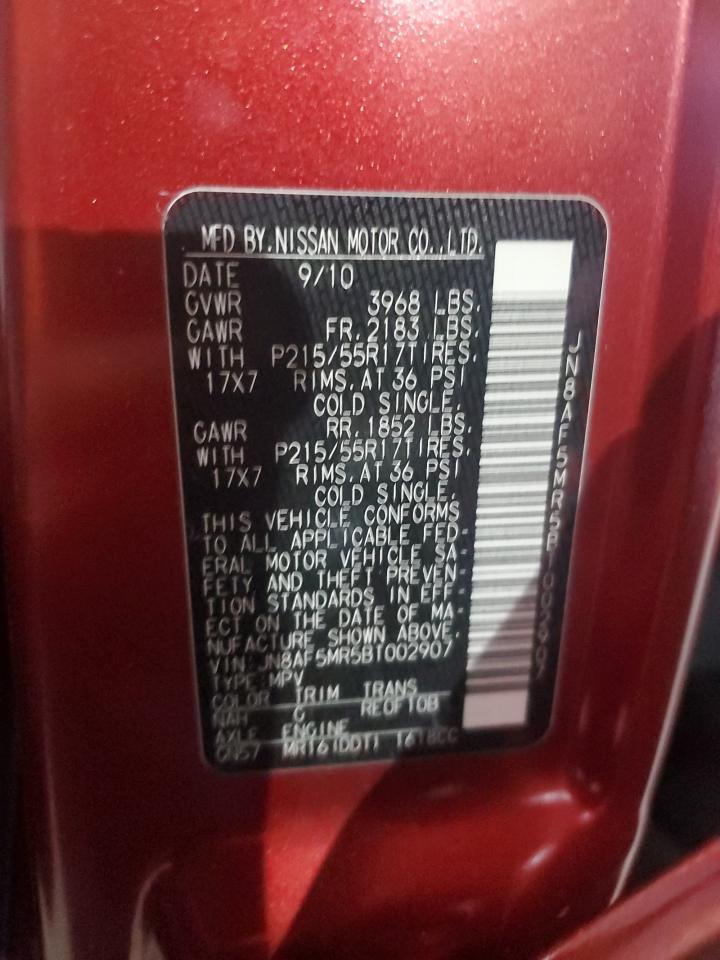 MFD BY.NISSAN MOTOR CO.,LTD.
DATE 9/10
GVWR 3968 LBS.
GAWR FR.2183 LBS.
WITH P215/55R17TIRES.
17X7 RIMS.AT 36 PSI
COLD SINGLE.
GAWR RR.1852 LBS.
WITH P215/55R17TIRES.
17X7 RIMS.AT 36 PSI
COLD SINGLE.
THIS VEHICLE CONFORMS
TO ALL APPLICABLE FED-
ERAL MOTOR VEHICLE SA-
FETY AND THEFT PREVEN-
TION STANDARDS IN EFF-
ECT ON THE DATE OF MA-
NUFACTURE SHOWN ABOVE.
VIN: JN8AF5MR5BT002907
TYPE: MPV
COLOR TRIM TRANS
NAH G RE0F10B
AXLE ENGINE
GN57 MR16(DDT) 1618CC
JN8AF5MR5BT002907